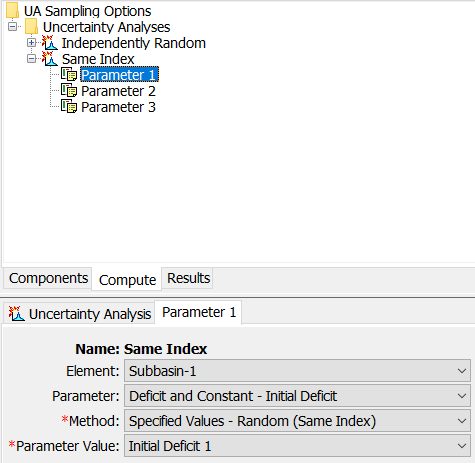 UA Sampling Options
Uncertainty Analyses
Independently Random
Same Index
Parameter 1
Parameter 2
Parameter 3
Components Compute Results
Uncertainty Analysis Parameter 1
Name: Same Index
Element: Subbasin-1
Parameter: Deficit and Constant - Initial Deficit
*Method: Specified Values - Random (Same Index)
*Parameter Value: Initial Deficit 1